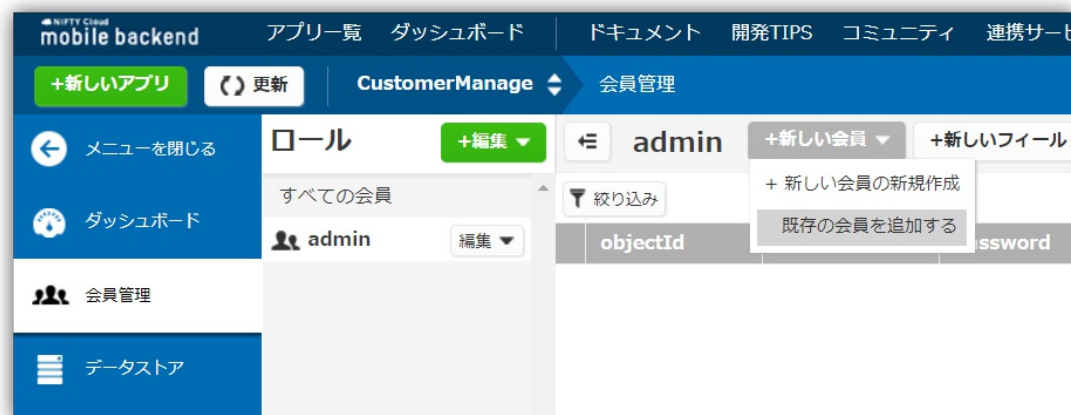 NIFTY Cloud
mobile backend
アプリ一覧 ダッシュボード ドキュメント 開発TIPS コミュニティ 連携サービ
+新しいアプリ 更新 CustomerManage 会員管理
メニューを閉じる
ダッシュボード
会員管理
データストア
ロール +編集
すべての会員
admin 編集
admin +新しい会員 +新しいフィール
絞り込み
+ 新しい会員の新規作成
既存の会員を追加する
objectId ssword